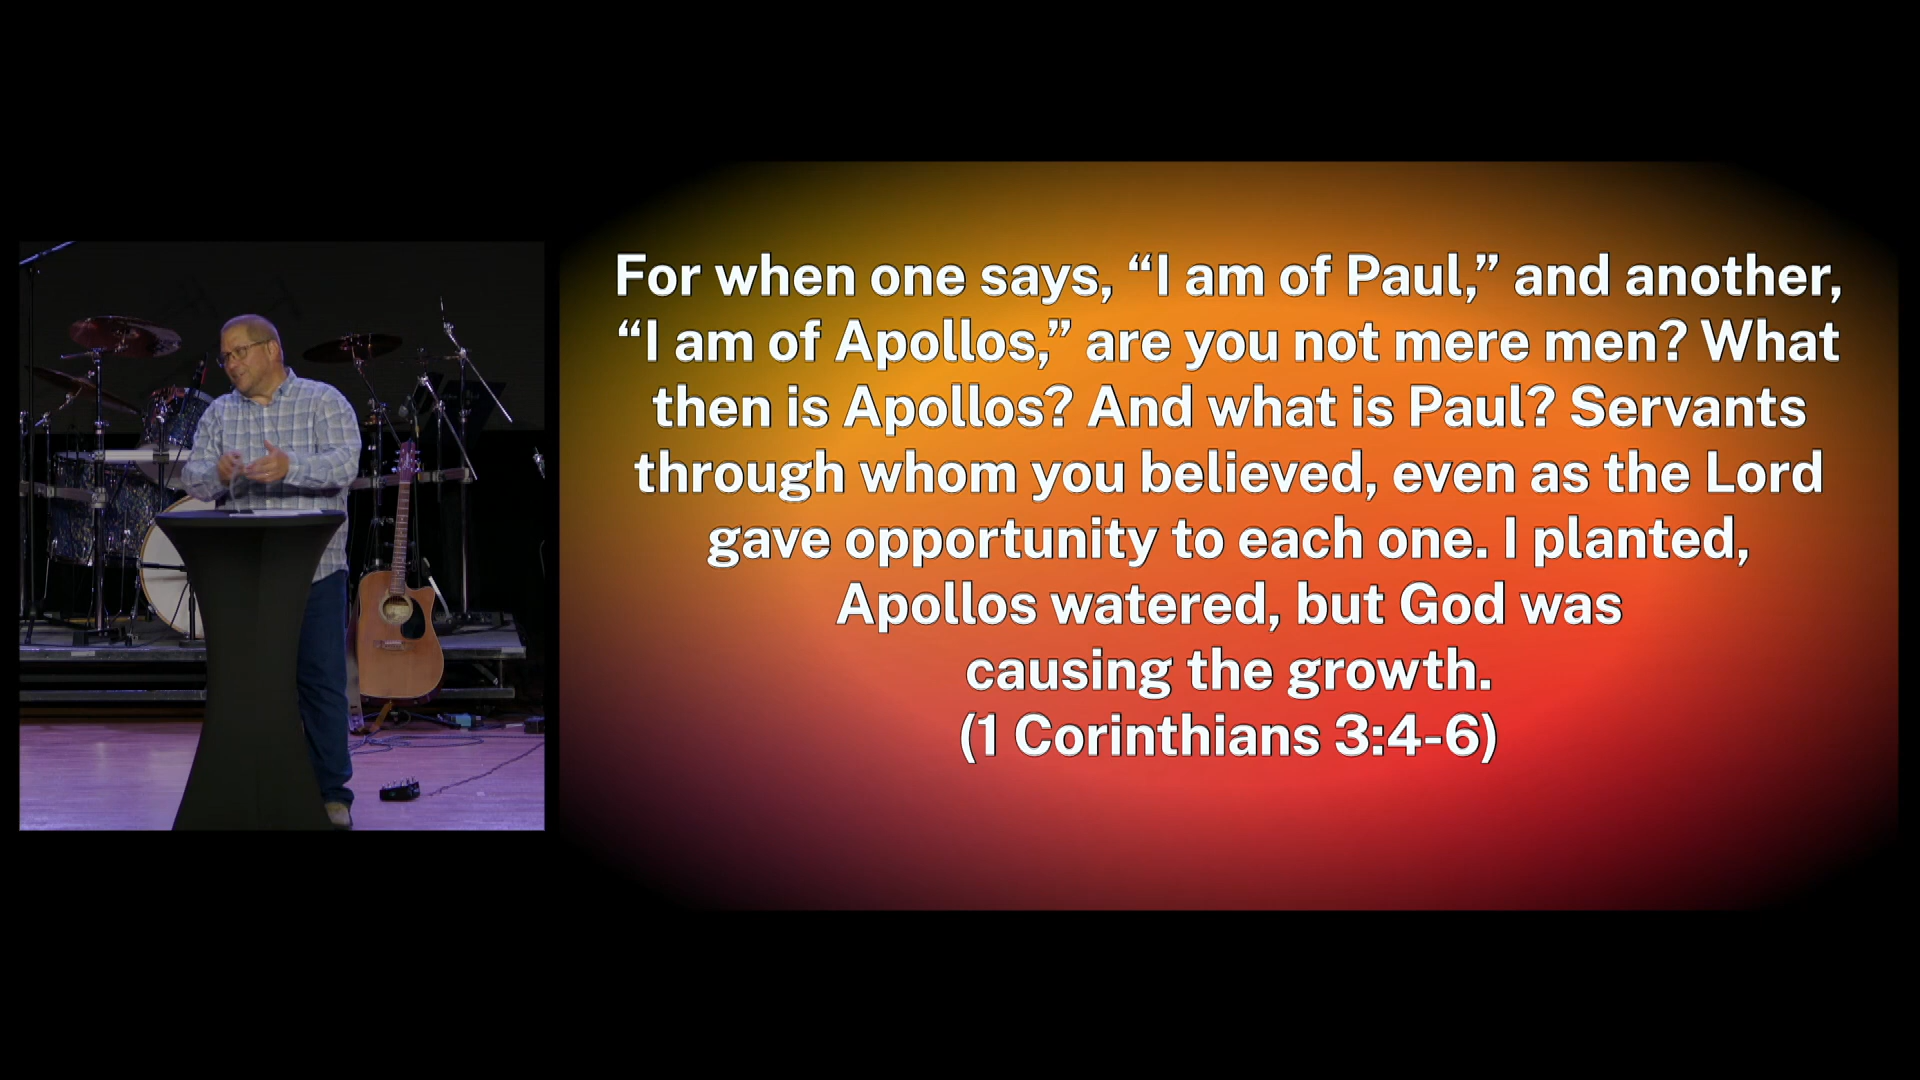 For when one says, “I am of Paul,” and another,
“I am of Apollos,” are you not mere men? What
then is Apollos? And what is Paul? Servants
through whom you believed, even as the Lord
gave opportunity to each one. I planted,
Apollos watered, but God was
causing the growth.
(1 Corinthians 3:4-6)